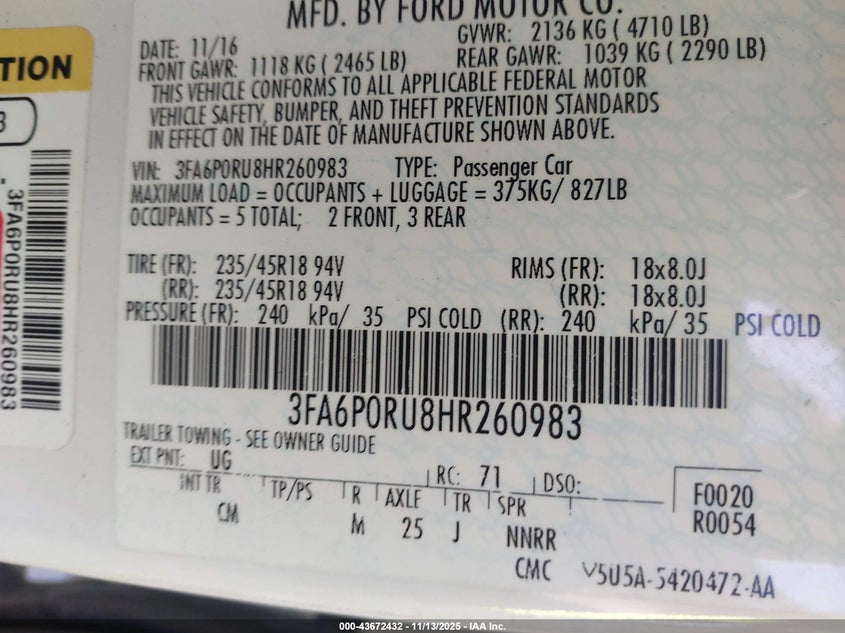 MFD. BY FORD MOTOR CO.
DATE: 11/16 GVWR: 2136 KG ( 4710 LB)
FRONT GAWR: 1118 KG ( 2465 LB) REAR GAWR: 1039 KG ( 2290 LB)
THIS VEHICLE CONFORMS TO ALL APPLICABLE FEDERAL MOTOR
VEHICLE SAFETY, BUMPER, AND THEFT PREVENTION STANDARDS
IN EFFECT ON THE DATE OF MANUFACTURE SHOWN ABOVE.
VIN: 3FA6P0RU8HR260983 TYPE: Passenger Car
MAXIMUM LOAD = OCCUPANTS + LUGGAGE = 375KG/ 827LB
OCCUPANTS = 5 TOTAL; 2 FRONT, 3 REAR
TIRE (FR): 235/45R18 94V RIMS (FR): 18x8.0J
(RR): 235/45R18 94V (RR): 18x8.0J
PRESSURE (FR): 240 kPa/ 35 PSI COLD (RR): 240 kPa/ 35 PSI COLD
3FA6P0RU8HR260983
TRAILER TOWING - SEE OWNER GUIDE
EXT PNT: UG RC: 71 DSO:
INT TR TP/PS R AXLE TR SPR F0020
CM M 25 J NNRR R0054
CMC V5U5A-5420472-AA
TION
3
3FA6P0RU8HR260983
000-43672432 - 11/13/2025 - IAA Inc.